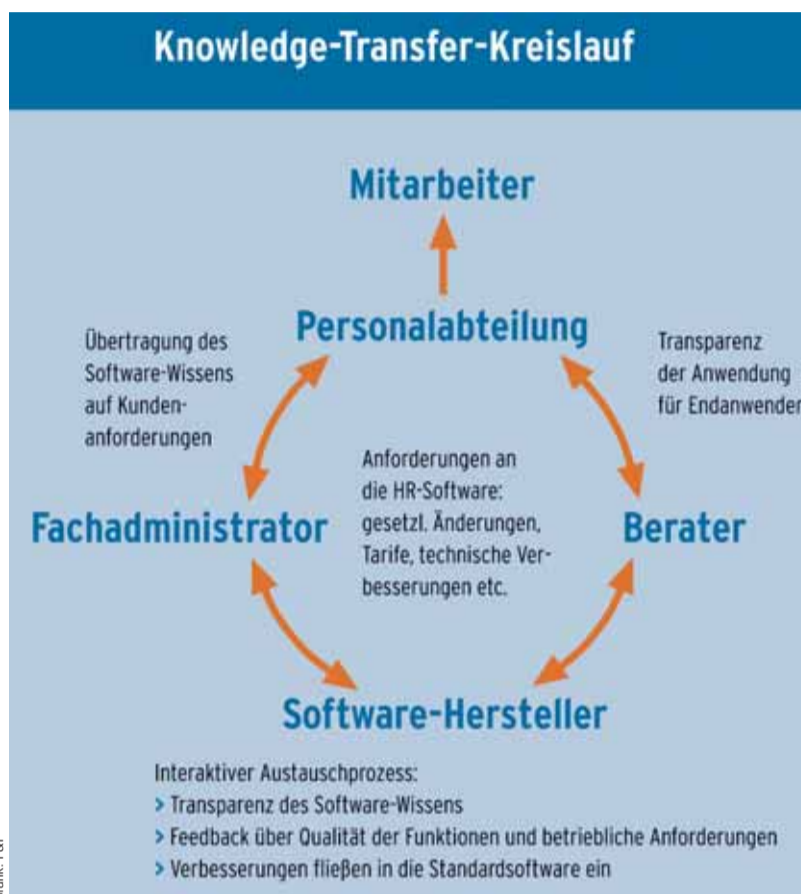 Knowledge-Transfer-Kreislauf
Mitarbeiter
Personalabteilung
Übertragung des
Software-Wissens
auf Kunden-
anforderungen
Transparenz
der Anwendung
für Endanwender
Anforderungen an
die HR-Software:
gesetzl. Änderungen,
Tarife, technische Ver-
besserungen etc.
Fachadministrator
Berater
Software-Hersteller
Interaktiver Austauschprozess:
> Transparenz des Software-Wissens
> Feedback über Qualität der Funktionen und betriebliche Anforderungen
> Verbesserungen fließen in die Standardsoftware ein